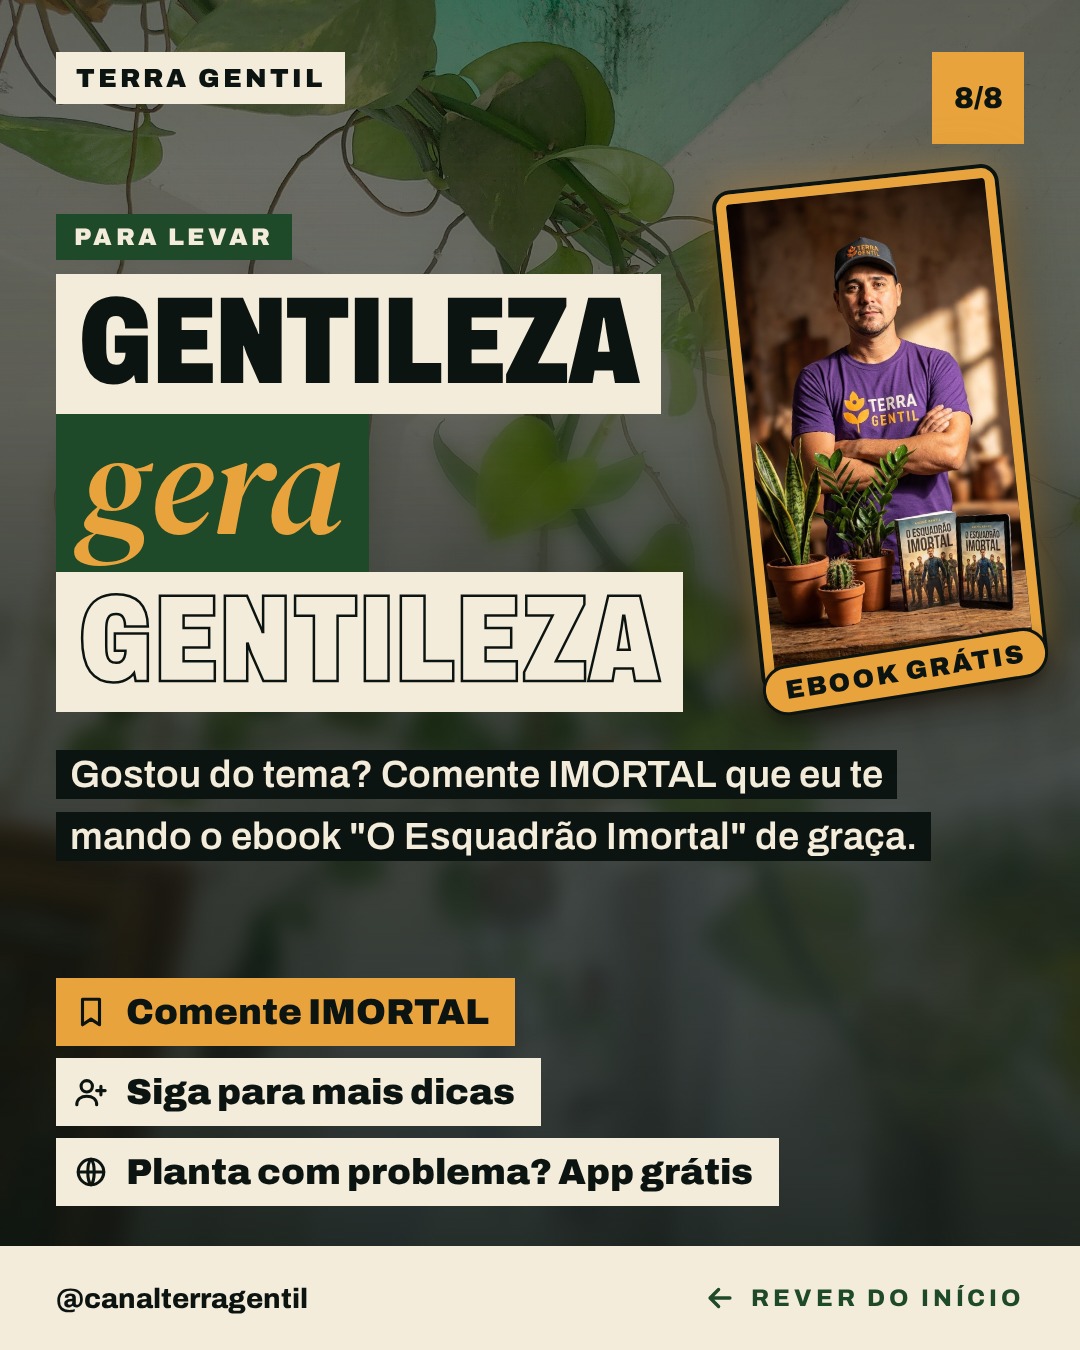 TERRA GENTIL
8/8
PARA LEVAR
GENTILEZA
gera
GENTILEZA
TERRA
GENTIL
TERRA
GENTIL
O ESQUADRÃO
IMORTAL
O ESQUADRÃO
IMORTAL
EBOOK GRÁTIS
Gostou do tema? Comente IMORTAL que eu te
mando o ebook "O Esquadrão Imortal" de graça.
Comente IMORTAL
Siga para mais dicas
Planta com problema? App grátis
@canalterragentil
← REVER DO INÍCIO